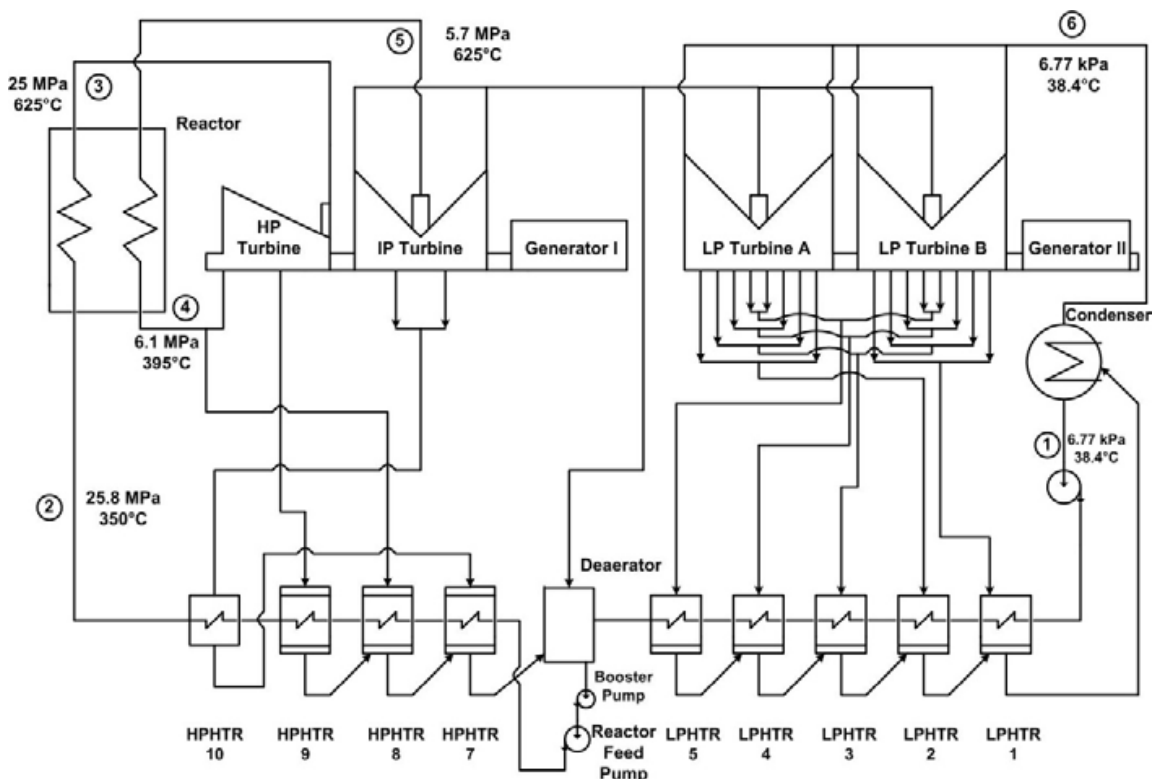 6
5
5.7 MPa
625°C
6.77 kPa
38.4°C
25 MPa
625°C
3
Reactor
HP
Turbine
IP Turbine
Generator I
LP Turbine A
LP Turbine B
Generator II
4
6.1 MPa
395°C
Condenser
1
6.77 kPa
38.4°C
2
25.8 MPa
350°C
Deaerator
Booster
Pump
Reactor
Feed
Pump
HPHTR
10
HPHTR
9
HPHTR
8
HPHTR
7
LPHTR
5
LPHTR
4
LPHTR
3
LPHTR
2
LPHTR
1